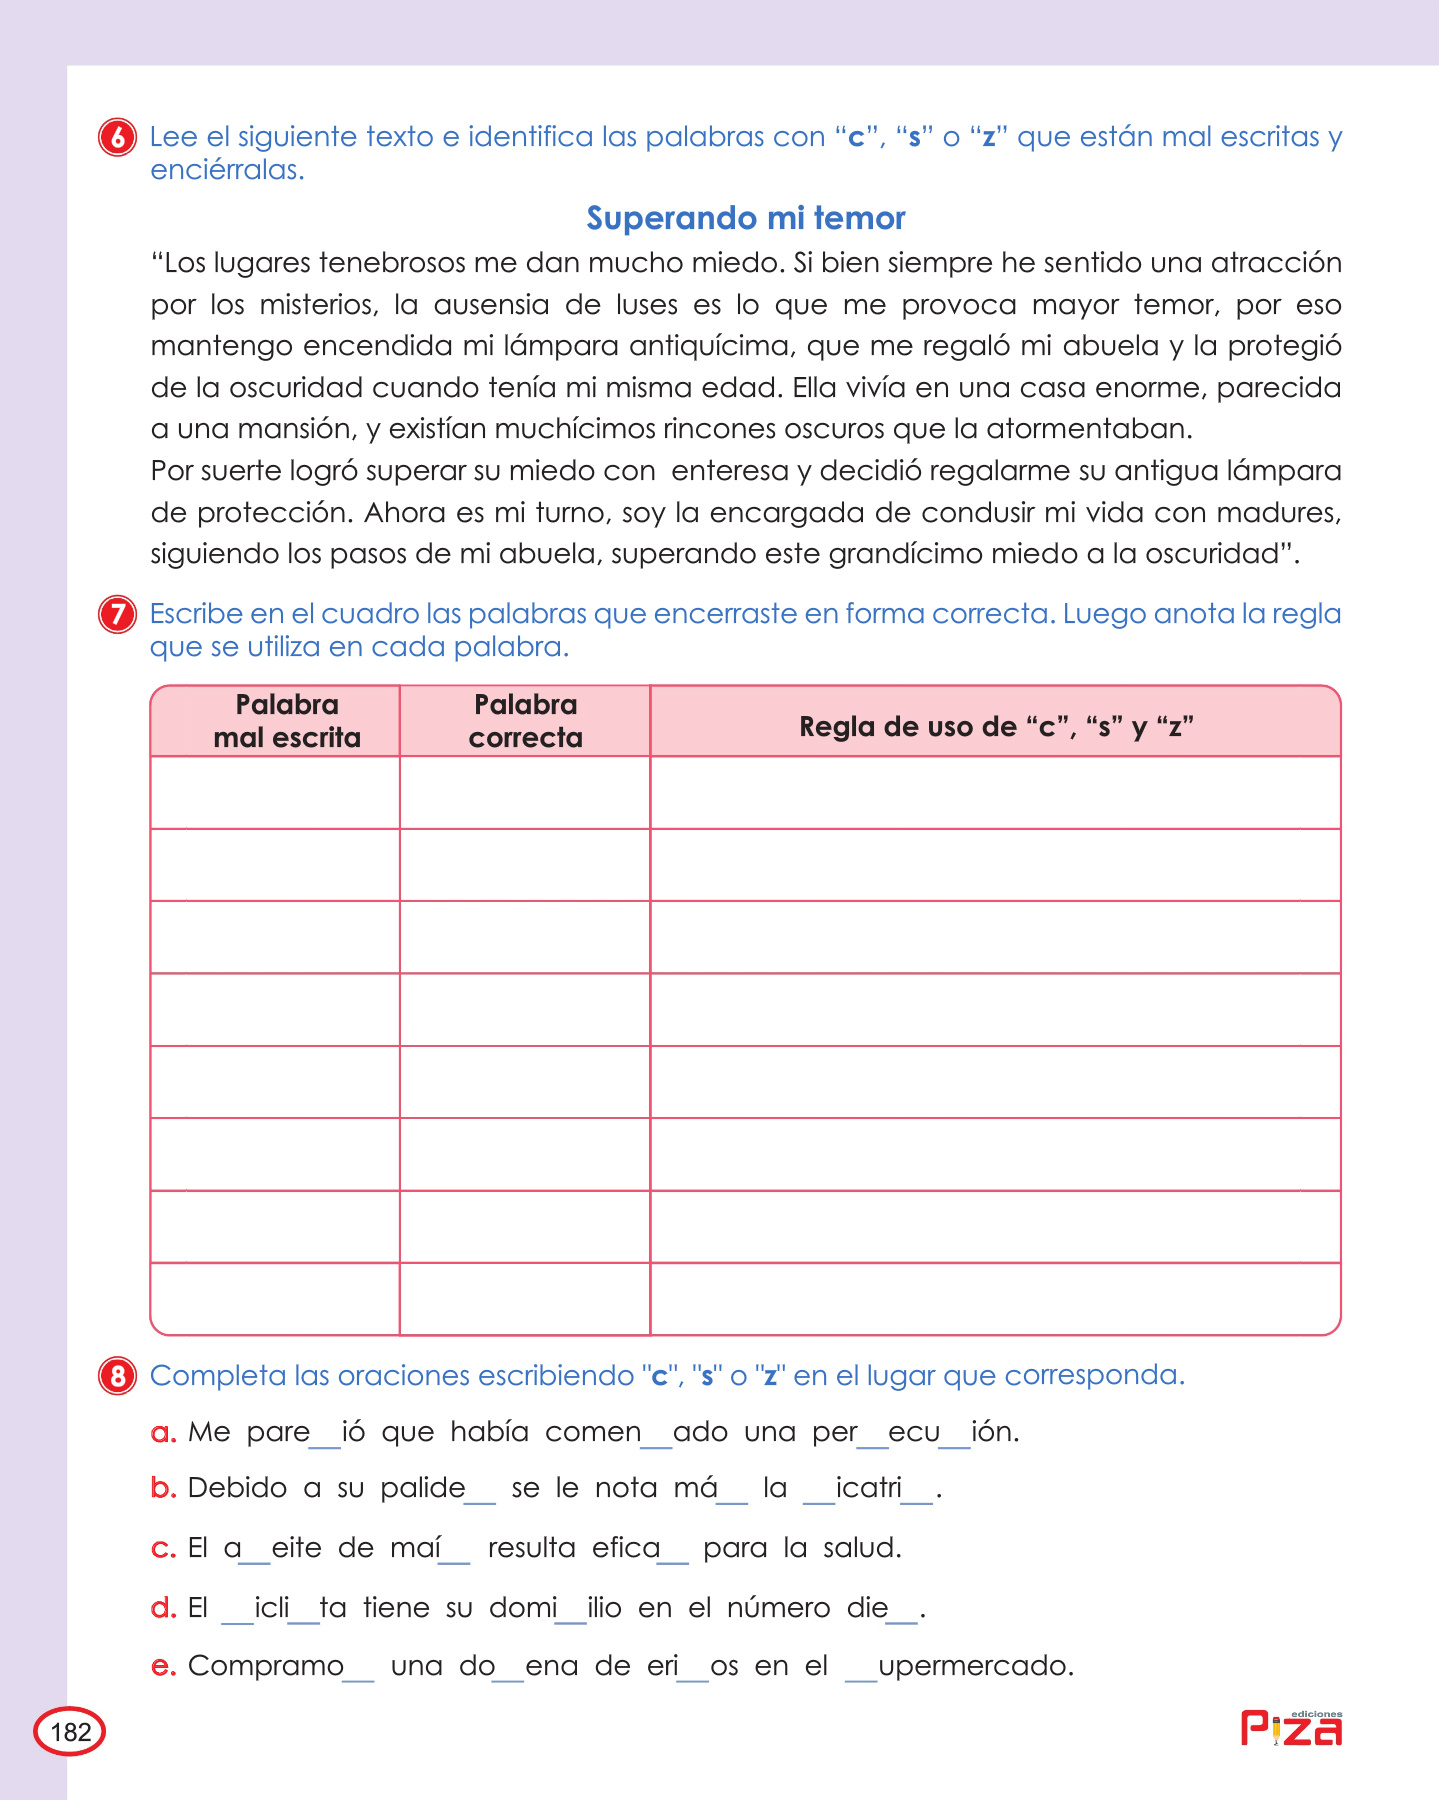 6 Lee el siguiente texto e identifica las palabras con “c”, “s” o “z” que están mal escritas y
enciérralas.
Superando mi temor
“Los lugares tenebrosos me dan mucho miedo. Si bien siempre he sentido una atracción
por los misterios, la ausensia de luses es lo que me provoca mayor temor, por eso
mantengo encendida mi lámpara antiquícima, que me regaló mi abuela y la protegió
de la oscuridad cuando tenía mi misma edad. Ella vivía en una casa enorme, parecida
a una mansión, y existían muchícimos rincones oscuros que la atormentaban.
Por suerte logró superar su miedo con enteresa y decidió regalarme su antigua lámpara
de protección. Ahora es mi turno, soy la encargada de condusir mi vida con madures,
siguiendo los pasos de mi abuela, superando este grandícimo miedo a la oscuridad”.
7 Escribe en el cuadro las palabras que encerraste en forma correcta. Luego anota la regla
que se utiliza en cada palabra.
Palabra
mal escrita
Palabra
correcta
Regla de uso de “c”, “s” y “z”
8 Completa las oraciones escribiendo "c", "s" o "z" en el lugar que corresponda.
a. Me pare__ió que había comen__ado una per__ecu__ión.
b. Debido a su palide__ se le nota má__ la __icatri__.
c. El a__eite de maí__ resulta efica__ para la salud.
d. El __icli__ta tiene su domi__ilio en el número die__.
e. Compramo__ una do__ena de eri__os en el __upermercado.
182
ediciones
Piza